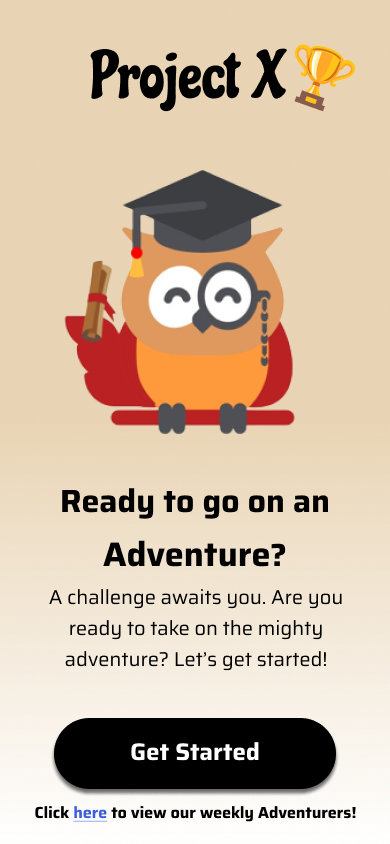 Project X
Ready to go on an
Adventure?
A challenge awaits you. Are you
ready to take on the mighty
adventure? Let’s get started!
Get Started
Click here to view our weekly Adventurers!